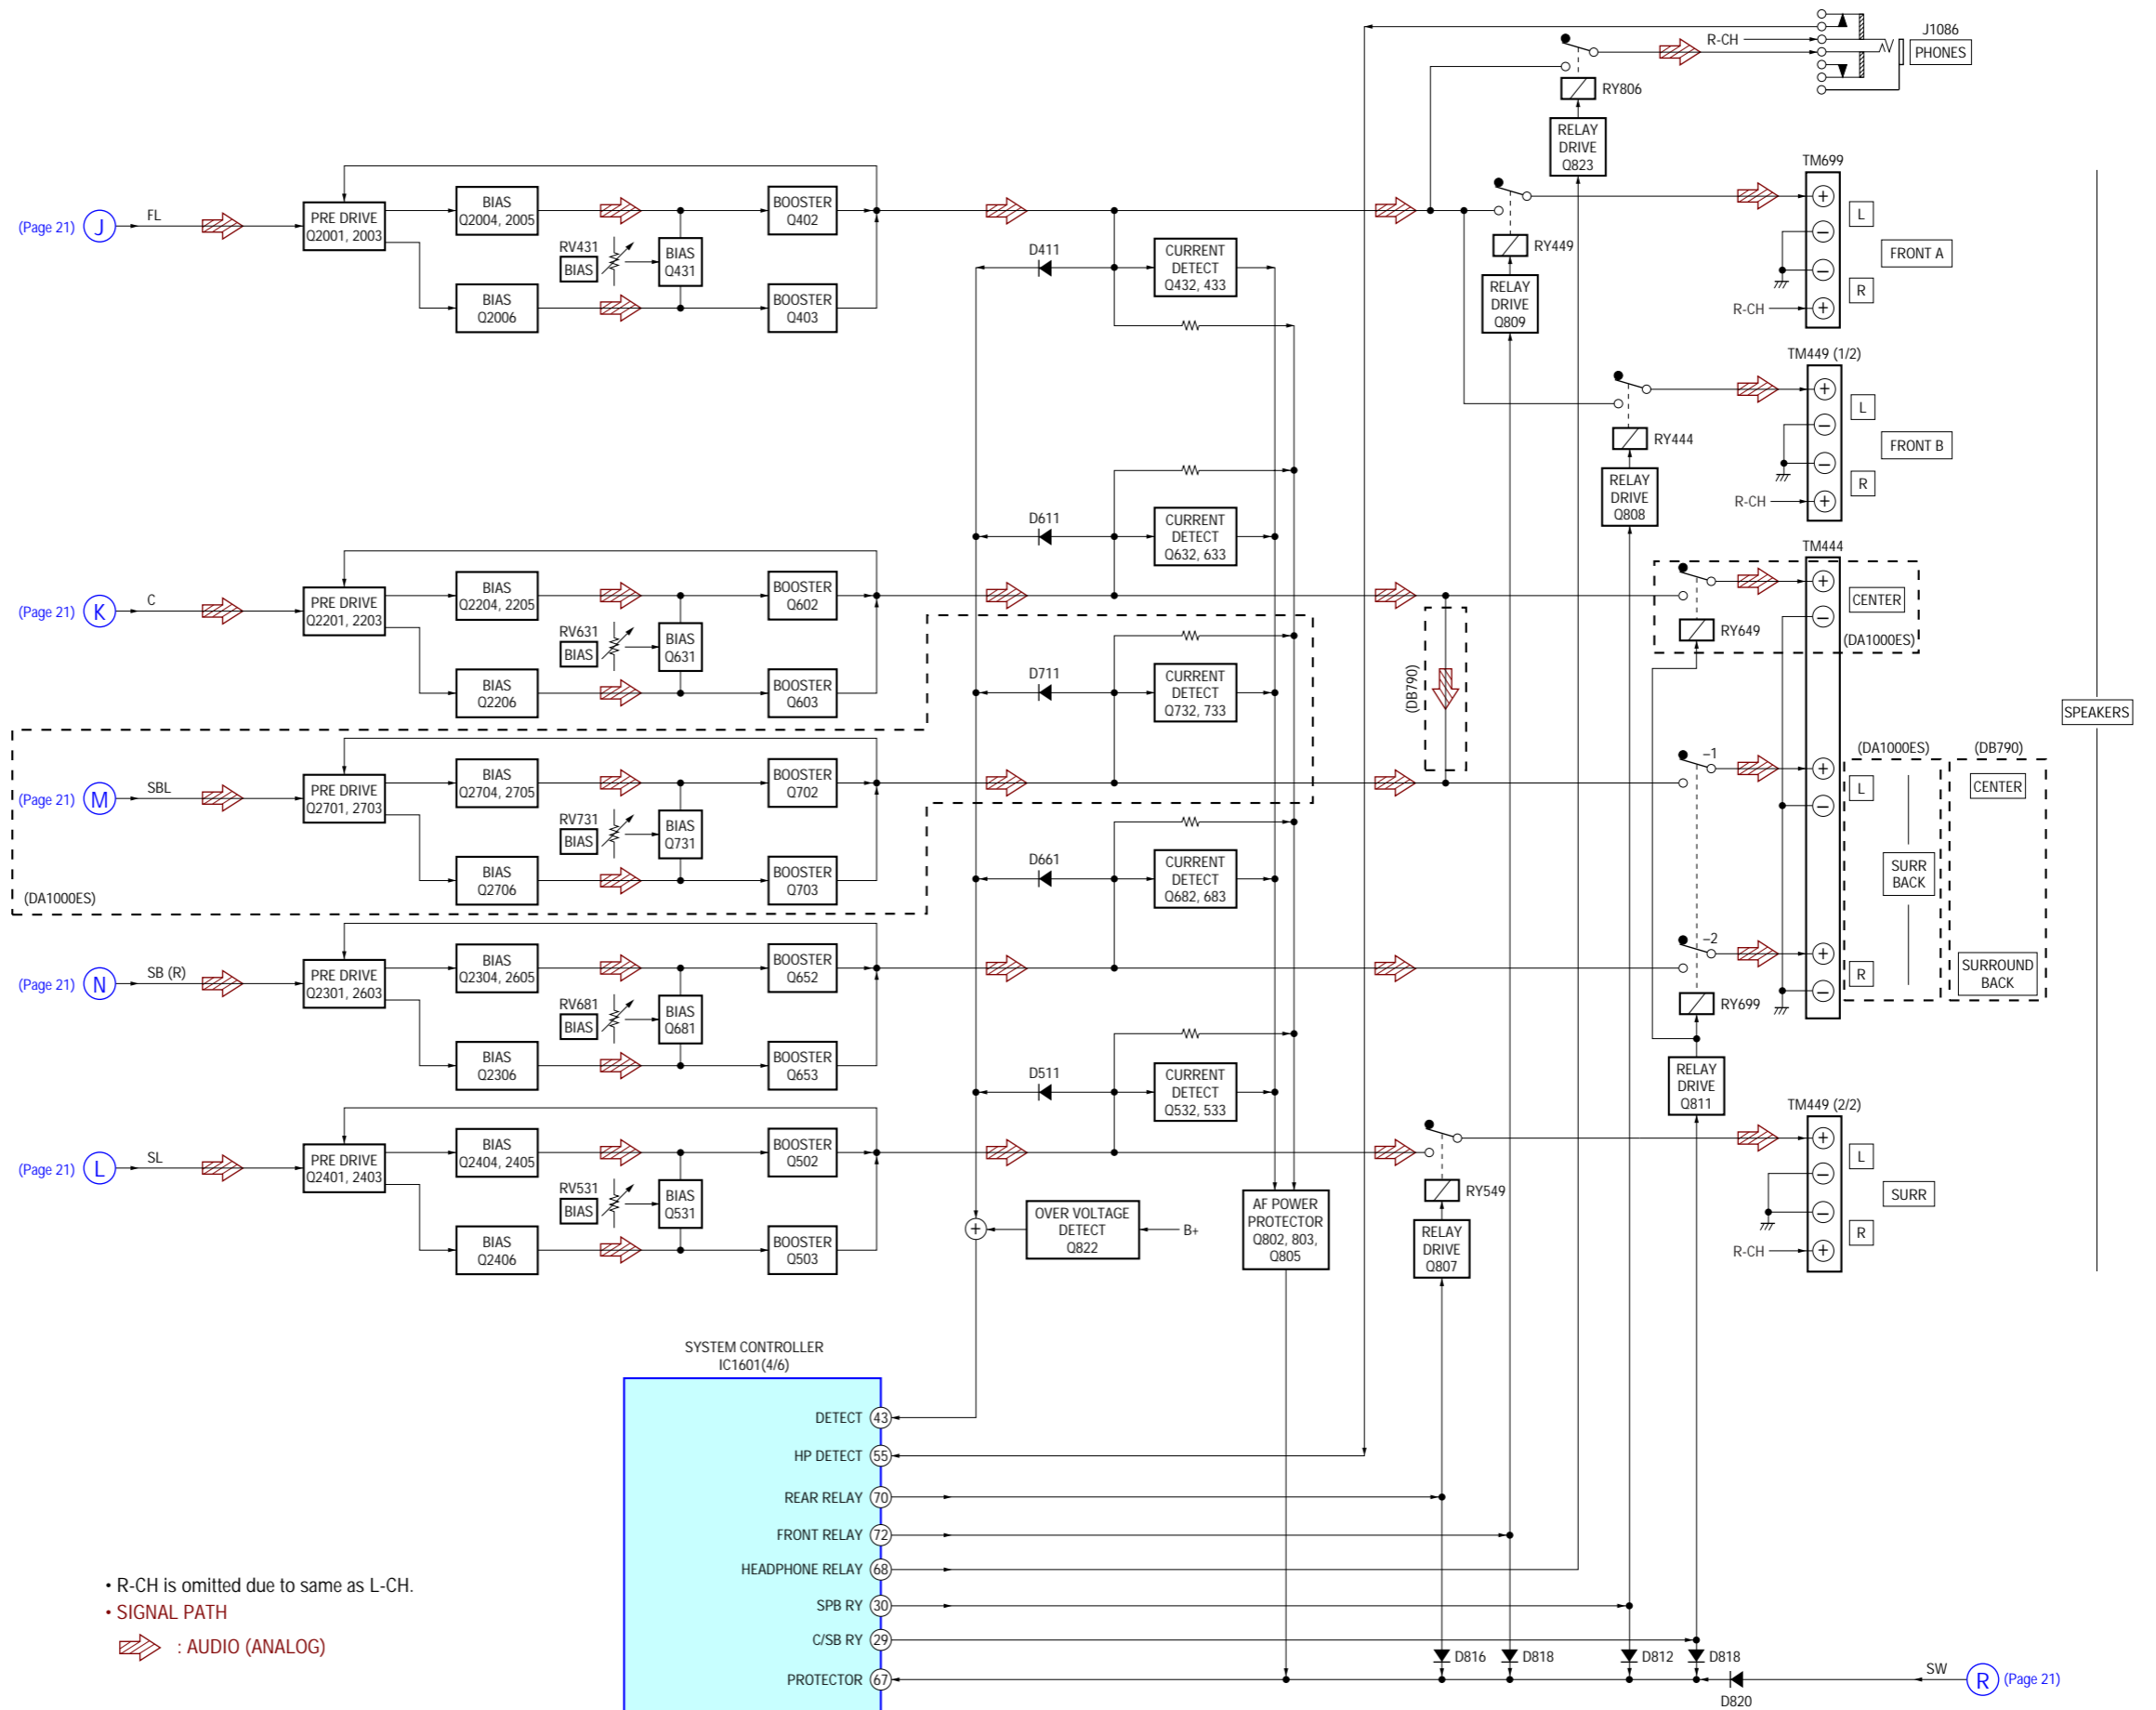 J1086
PHONES
R-CH
RY806
RELAY
DRIVE
Q823
TM699
(Page 21) J FL
PRE DRIVE
Q2001, 2003
BIAS
Q2004, 2005
BOOSTER
Q402
RV431
BIAS
BIAS
Q431
BIAS
Q2006
BOOSTER
Q403
D411
CURRENT
DETECT
Q432, 433
RY449
RELAY
DRIVE
Q809
+
L
−
FRONT A
−
R
R-CH
+
TM449 (1/2)
RY444
RELAY
DRIVE
Q808
+
L
−
FRONT B
−
R
R-CH
+
D611
CURRENT
DETECT
Q632, 633
TM444
(Page 21) K C
PRE DRIVE
Q2201, 2203
BIAS
Q2204, 2205
BOOSTER
Q602
RV631
BIAS
BIAS
Q631
BIAS
Q2206
BOOSTER
Q603
+
CENTER
−
RY649
(DA1000ES)
D711
CURRENT
DETECT
Q732, 733
(DB790)
SPEAKERS
(Page 21) M SBL
PRE DRIVE
Q2701, 2703
BIAS
Q2704, 2705
BOOSTER
Q702
RV731
BIAS
BIAS
Q731
BIAS
Q2706
BOOSTER
Q703
(DA1000ES)
–1
+
L
−
(DA1000ES)
(DB790)
CENTER
SURR
BACK
D661
CURRENT
DETECT
Q682, 683
(Page 21) N SB (R)
PRE DRIVE
Q2301, 2603
BIAS
Q2304, 2605
BOOSTER
Q652
RV681
BIAS
BIAS
Q681
BIAS
Q2306
BOOSTER
Q653
–2
+
R
−
SURROUND
BACK
RY699
RELAY
DRIVE
Q811
D511
CURRENT
DETECT
Q532, 533
TM449 (2/2)
(Page 21) L SL
PRE DRIVE
Q2401, 2403
BIAS
Q2404, 2405
BOOSTER
Q502
RV531
BIAS
BIAS
Q531
BIAS
Q2406
BOOSTER
Q503
+
OVER VOLTAGE
DETECT
Q822
B+
AF POWER
PROTECTOR
Q802, 803,
Q805
RY549
RELAY
DRIVE
Q807
+
L
−
SURR
−
R
R-CH
+
SYSTEM CONTROLLER
IC1601(4/6)
DETECT 43
HP DETECT 55
REAR RELAY 70
FRONT RELAY 72
HEADPHONE RELAY 68
SPB RY 30
C/SB RY 29
PROTECTOR 67
D816
D818
D812
D818
D820
SW
R (Page 21)
• R-CH is omitted due to same as L-CH.
• SIGNAL PATH
: AUDIO (ANALOG)